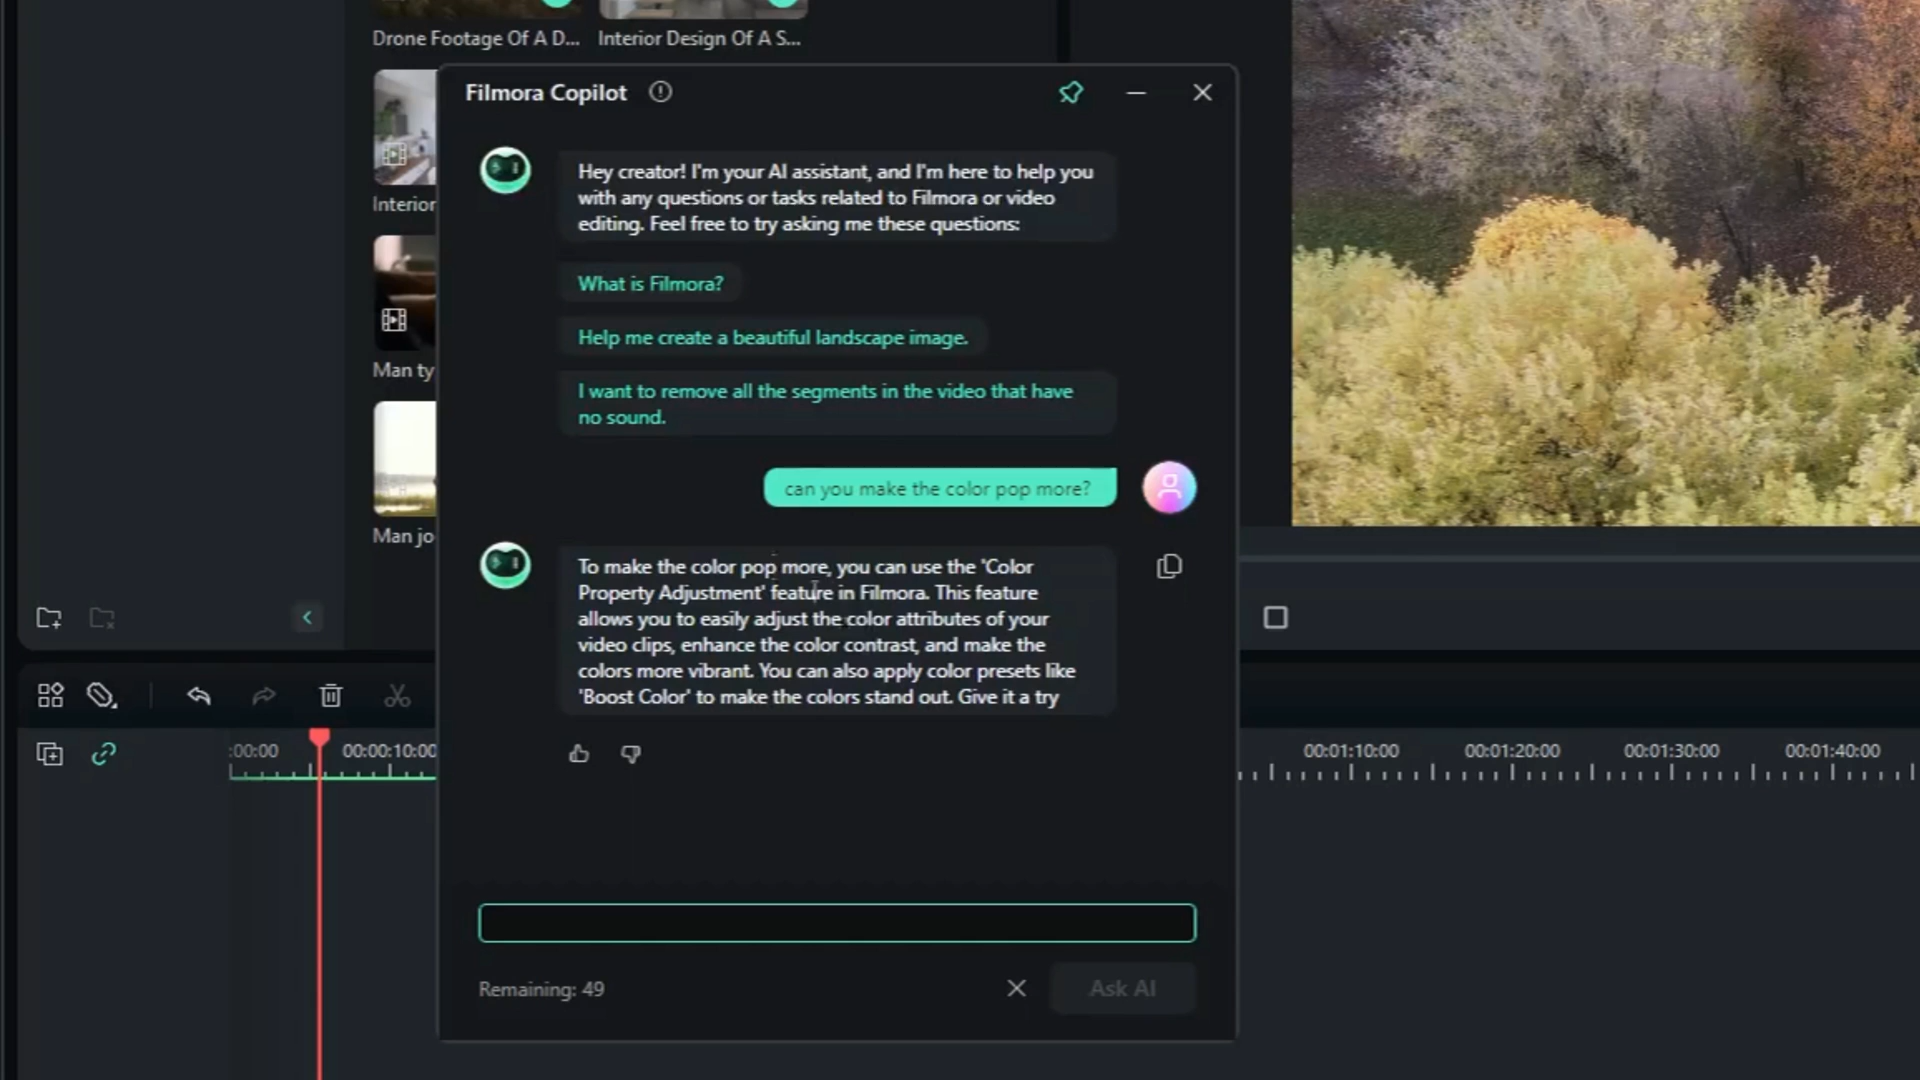 Drone Footage Of A D...
Interior Design Of A S...
Filmora Copilot
Interior
Man ty
Man jo
Hey creator! I'm your AI assistant, and I'm here to help you
with any questions or tasks related to Filmora or video
editing. Feel free to try asking me these questions:
What is Filmora?
Help me create a beautiful landscape image.
I want to remove all the segments in the video that have
no sound.
can you make the color pop more?
To make the color pop more, you can use the 'Color
Property Adjustment' feature in Filmora. This feature
allows you to easily adjust the color attributes of your
video clips, enhance the color contrast, and make the
colors more vibrant. You can also apply color presets like
'Boost Color' to make the colors stand out. Give it a try
:00:00
00:00:10:00
00:01:10:00
00:01:20:00
00:01:30:00
00:01:40:00
Remaining: 49
Ask AI